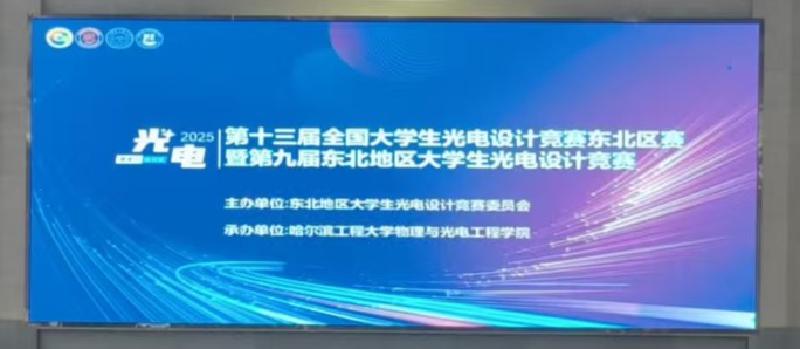 光电
2025
第十三届全国大学生光电设计竞赛东北区赛
暨第九届东北地区大学生光电设计竞赛
主办单位:东北地区大学生光电设计竞赛委员会
承办单位:哈尔滨工程大学物理与光电工程学院